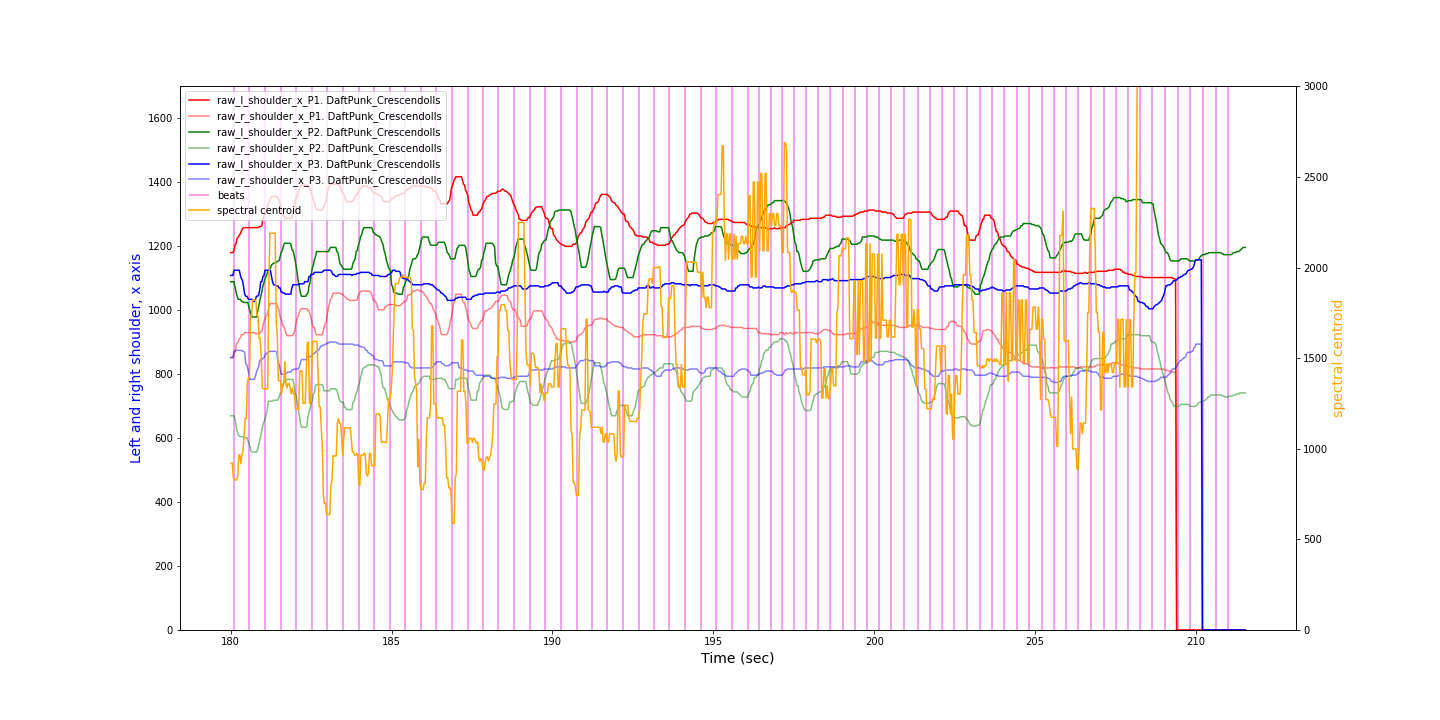 raw_l_shoulder_x_P1. DaftPunk_Crescendolls
raw_r_shoulder_x_P1. DaftPunk_Crescendolls
raw_l_shoulder_x_P2. DaftPunk_Crescendolls
raw_r_shoulder_x_P2. DaftPunk_Crescendolls
raw_l_shoulder_x_P3. DaftPunk_Crescendolls
raw_r_shoulder_x_P3. DaftPunk_Crescendolls
beats
spectral centroid
Left and right shoulder, x axis
1600
1400
1200
1000
800
600
400
200
0
3000
2500
2000
1500
1000
500
0
spectral centroid
180
185
190
195
200
205
210
Time (sec)